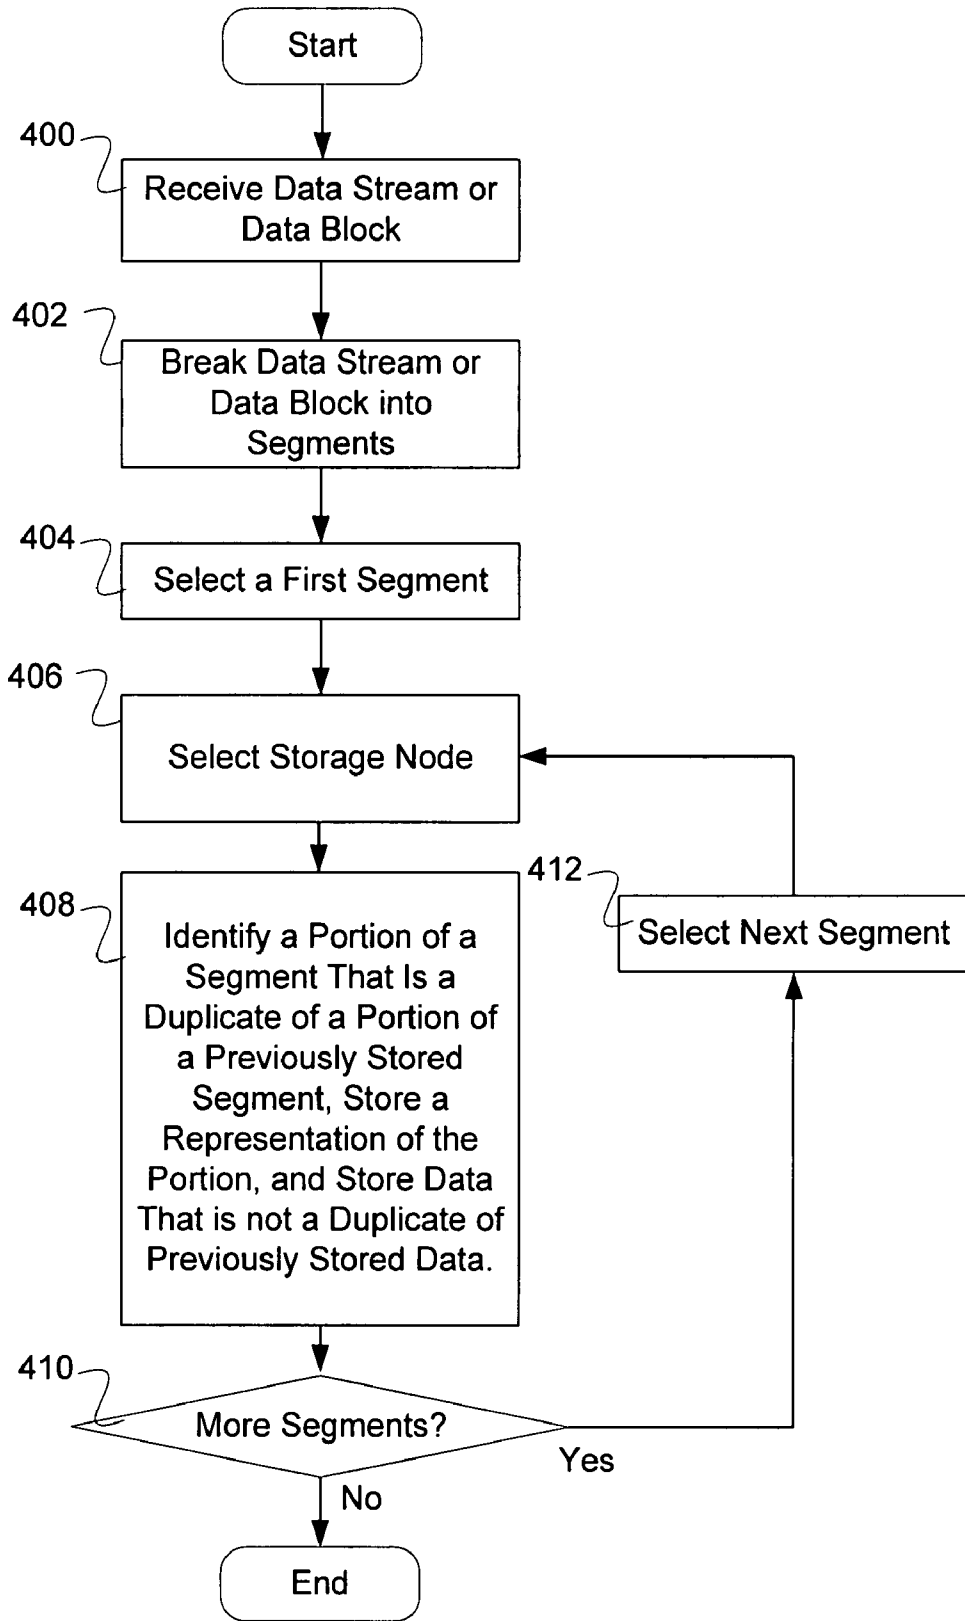 Start
400
Receive Data Stream or
Data Block
402
Break Data Stream or
Data Block into
Segments
404
Select a First Segment
406
Select Storage Node
408
Identify a Portion of a
Segment That Is a
Duplicate of a Portion of
a Previously Stored
Segment, Store a
Representation of the
Portion, and Store Data
That is not a Duplicate of
Previously Stored Data.
412
Select Next Segment
410
More Segments?
Yes
No
End